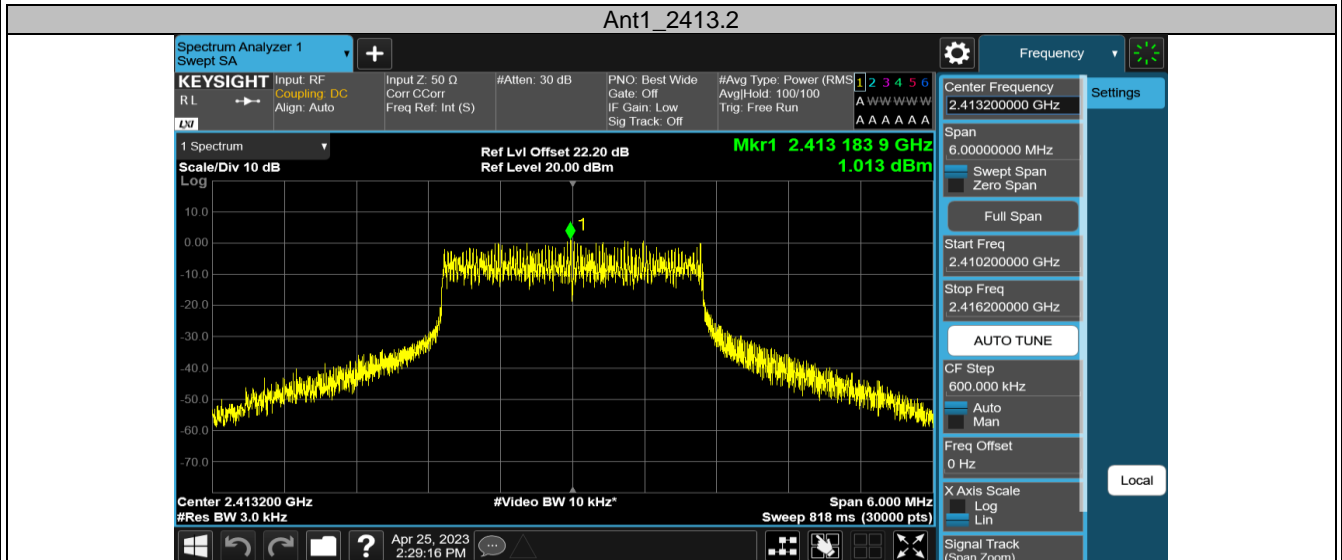 Ant1_2413.2
Spectrum Analyzer 1
Swept SA
Frequency
KEYSIGHT
R L
LXI
Input: RF
Coupling: DC
Align: Auto
Input Z: 50 Ω
Corr CCorr
Freq Ref: Int (S)
#Atten: 30 dB
PNO: Best Wide
Gate: Off
IF Gain: Low
Sig Track: Off
#Avg Type: Power (RMS
Avg|Hold: 100/100
Trig: Free Run
1 2 3 4 5 6
A W W W W W
A A A A A A
1 Spectrum
Scale/Div 10 dB
Log
Ref Lvl Offset 22.20 dB
Ref Level 20.00 dBm
Mkr1 2.413 183 9 GHz
1.013 dBm
10.0
0.00
-10.0
-20.0
-30.0
-40.0
-50.0
-60.0
-70.0
1
Center 2.413200 GHz
#Res BW 3.0 kHz
#Video BW 10 kHz*
Span 6.000 MHz
Sweep 818 ms (30000 pts)
Apr 25, 2023
2:29:16 PM
Center Frequency
2.413200000 GHz
Span
6.00000000 MHz
Swept Span
Zero Span
Full Span
Start Freq
2.410200000 GHz
Stop Freq
2.416200000 GHz
AUTO TUNE
CF Step
600.000 kHz
Auto
Man
Freq Offset
0 Hz
X Axis Scale
Log
Lin
Signal Track
(Span Zoom)
Settings
Local